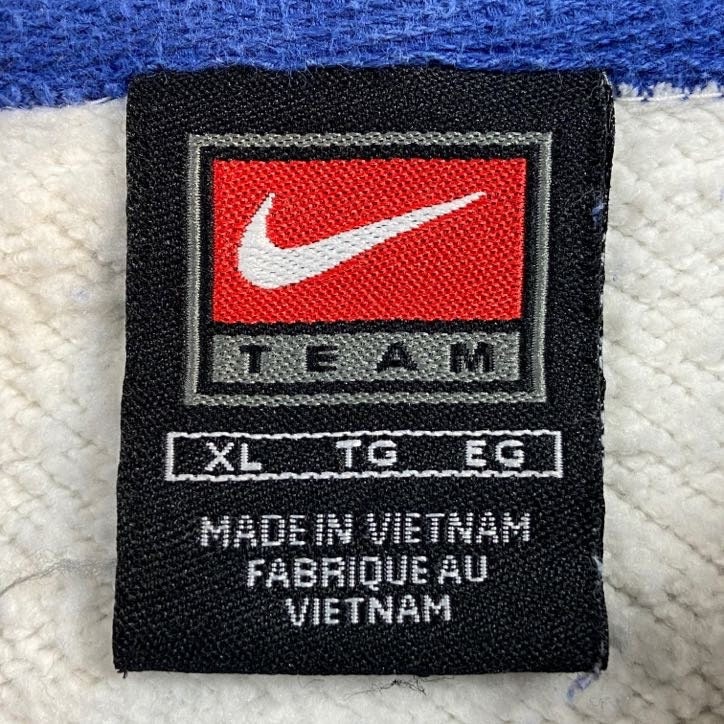 TEAM
XL TG EG
MADE IN VIETNAM
FABRIQUE AU
VIETNAM